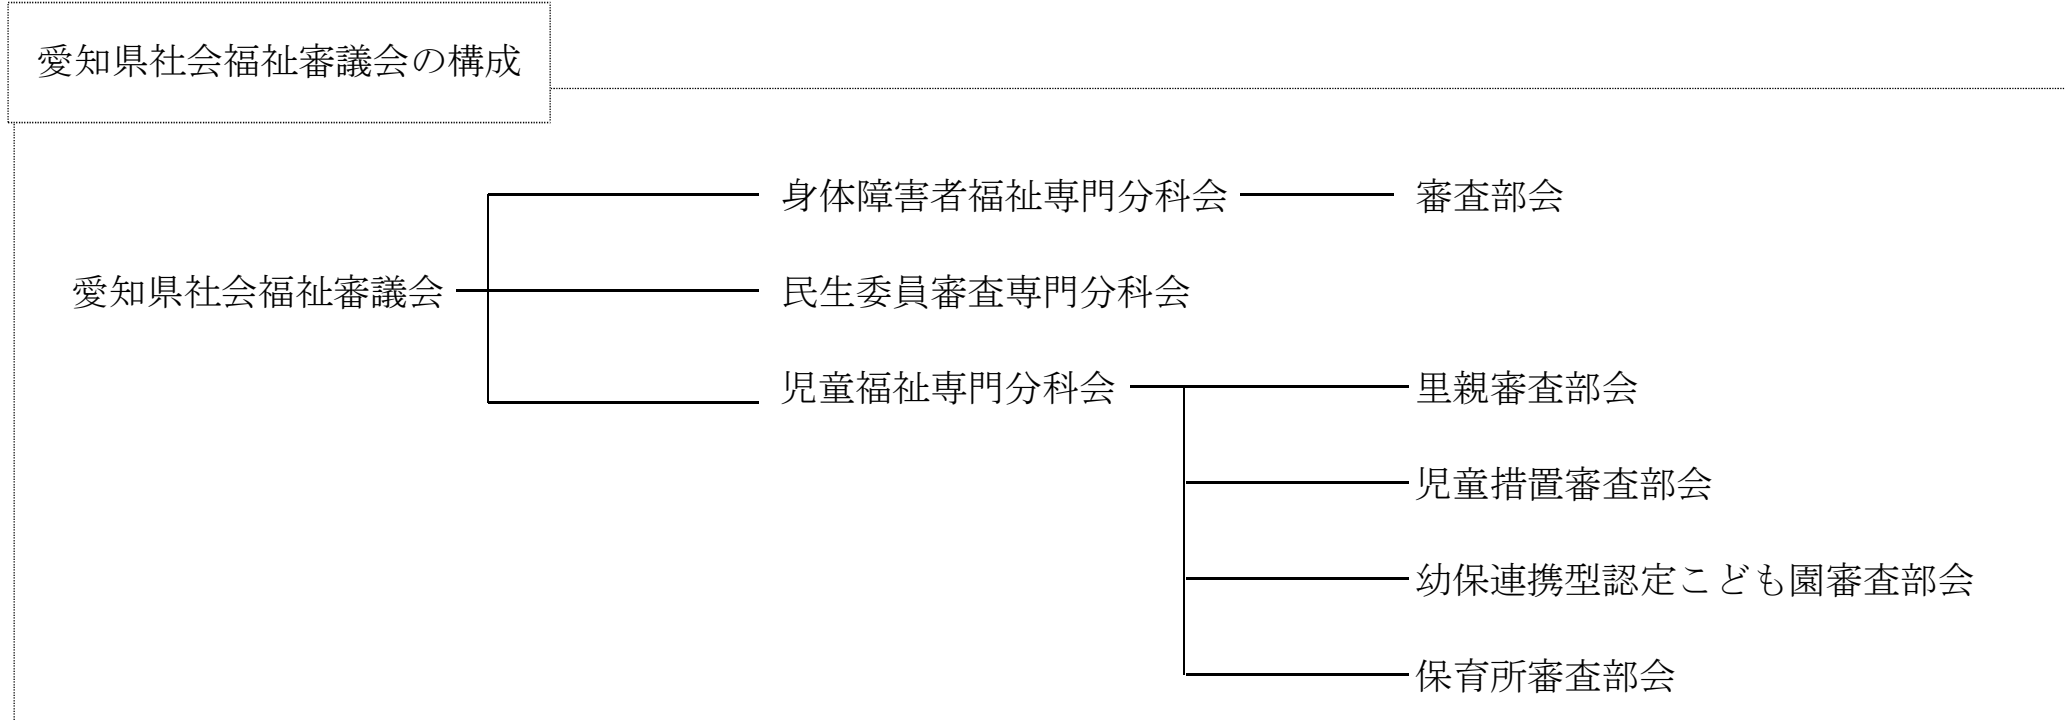 愛知県社会福祉審議会の構成
身体障害者福祉専門分科会 審査部会
愛知県社会福祉審議会 民生委員審査専門分科会
児童福祉専門分科会 里親審査部会
児童措置審査部会
幼保連携型認定こども園審査部会
保育所審査部会